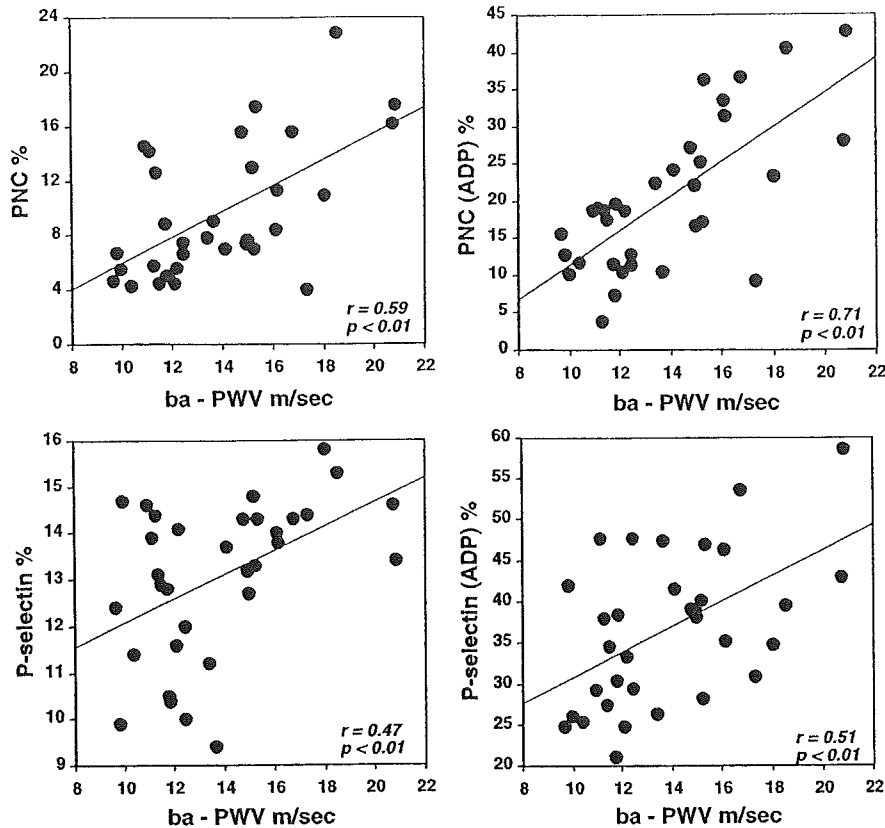 24
20
16
12
8
4
0
PNC %
r = 0.59
p < 0.01
8 10 12 14 16 18 20 22
ba - PWV m/sec
45
40
35
30
25
20
15
10
5
0
PNC (ADP) %
r = 0.71
p < 0.01
8 10 12 14 16 18 20 22
ba - PWV m/sec
16
15
14
13
12
11
10
9
P-selectin %
r = 0.47
p < 0.01
8 10 12 14 16 18 20 22
ba - PWV m/sec
60
55
50
45
40
35
30
25
20
P-selectin (ADP) %
r = 0.51
p < 0.01
8 10 12 14 16 18 20 22
ba - PWV m/sec